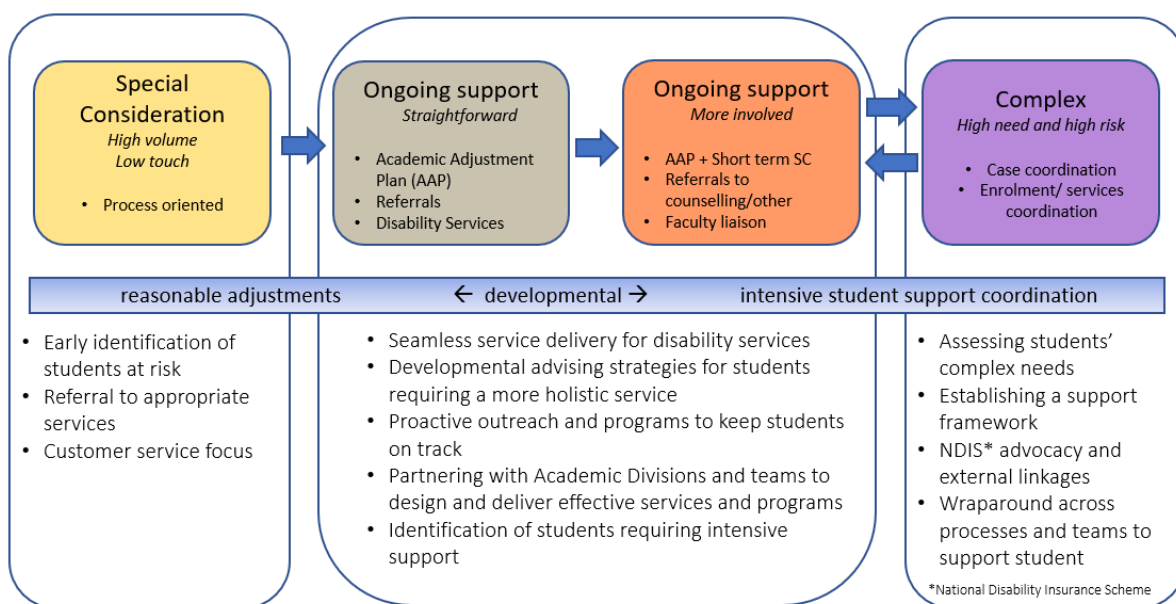 Special
Consideration
High volume
Low touch
• Process oriented
Ongoing support
Straightforward
• Academic Adjustment
Plan (AAP)
• Referrals
• Disability Services
Ongoing support
More involved
• AAP + Short term SC
• Referrals to
counselling/other
• Faculty liaison
Complex
High need and high risk
• Case coordination
• Enrolment/ services
coordination
reasonable adjustments
← developmental →
intensive student support coordination
• Early identification of
students at risk
• Referral to appropriate
services
• Customer service focus
• Seamless service delivery for disability services
• Developmental advising strategies for students
requiring a more holistic service
• Proactive outreach and programs to keep students
on track
• Partnering with Academic Divisions and teams to
design and deliver effective services and programs
• Identification of students requiring intensive
support
• Assessing students’
complex needs
• Establishing a support
framework
• NDIS* advocacy and
external linkages
• Wraparound across
processes and teams to
support student
*National Disability Insurance Scheme